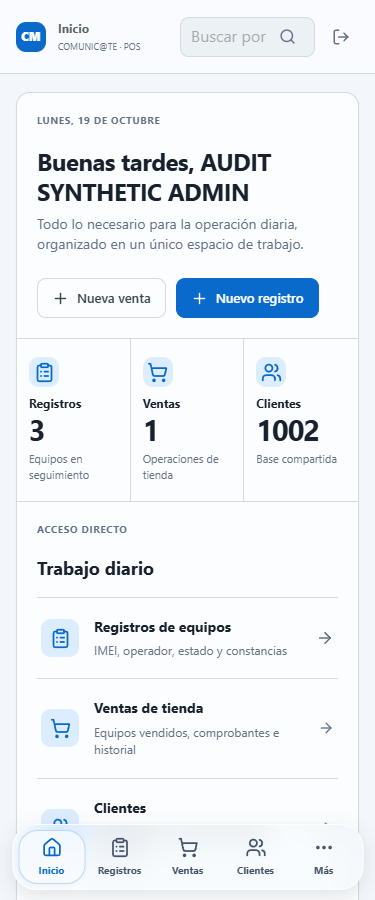 CM
Inicio
COMUNIC@TE · POS
Buscar por
LUNES, 19 DE OCTUBRE
Buenas tardes, AUDIT
SYNTHETIC ADMIN
Todo lo necesario para la operación diaria,
organizado en un único espacio de trabajo.
Nueva venta
Nuevo registro
Registros
3
Equipos en
seguimiento
Ventas
1
Operaciones de
tienda
Clientes
1002
Base compartida
ACCESO DIRECTO
Trabajo diario
Registros de equipos
IMEI, operador, estado y constancias
Ventas de tienda
Equipos vendidos, comprobantes e
historial
Clientes
Inicio
Registros
Ventas
Clientes
Más